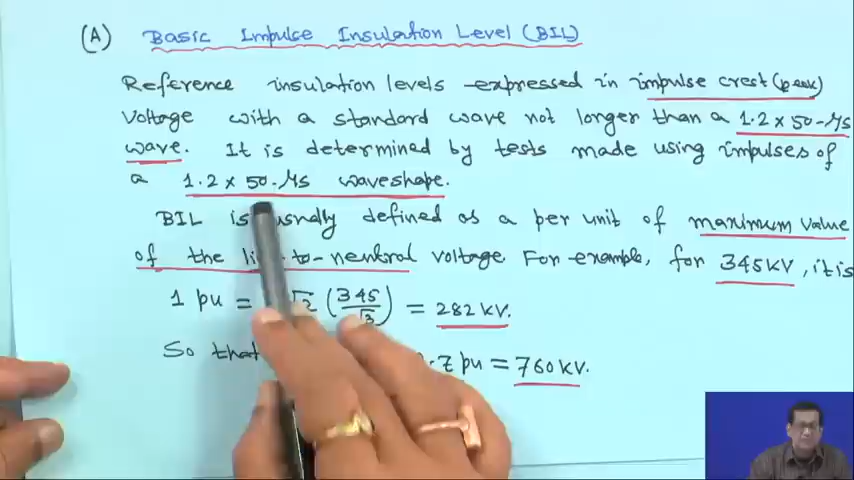 (A) Basic Impulse Insulation Level (BIL)
Reference insulation levels expressed in impulse crest (peak)
Voltage with a standard wave not longer than a 1.2 x 50-μs
wave. It is determined by tests made using impulses of
a 1.2 x 50-μs waveshape.
BIL is usually defined as a per unit of maximum value
of the to-neutral voltage For example, for 345KV, it is
1 pu = √2 (345/√3) = 282 kV.
So that 7 pu = 760 kV.